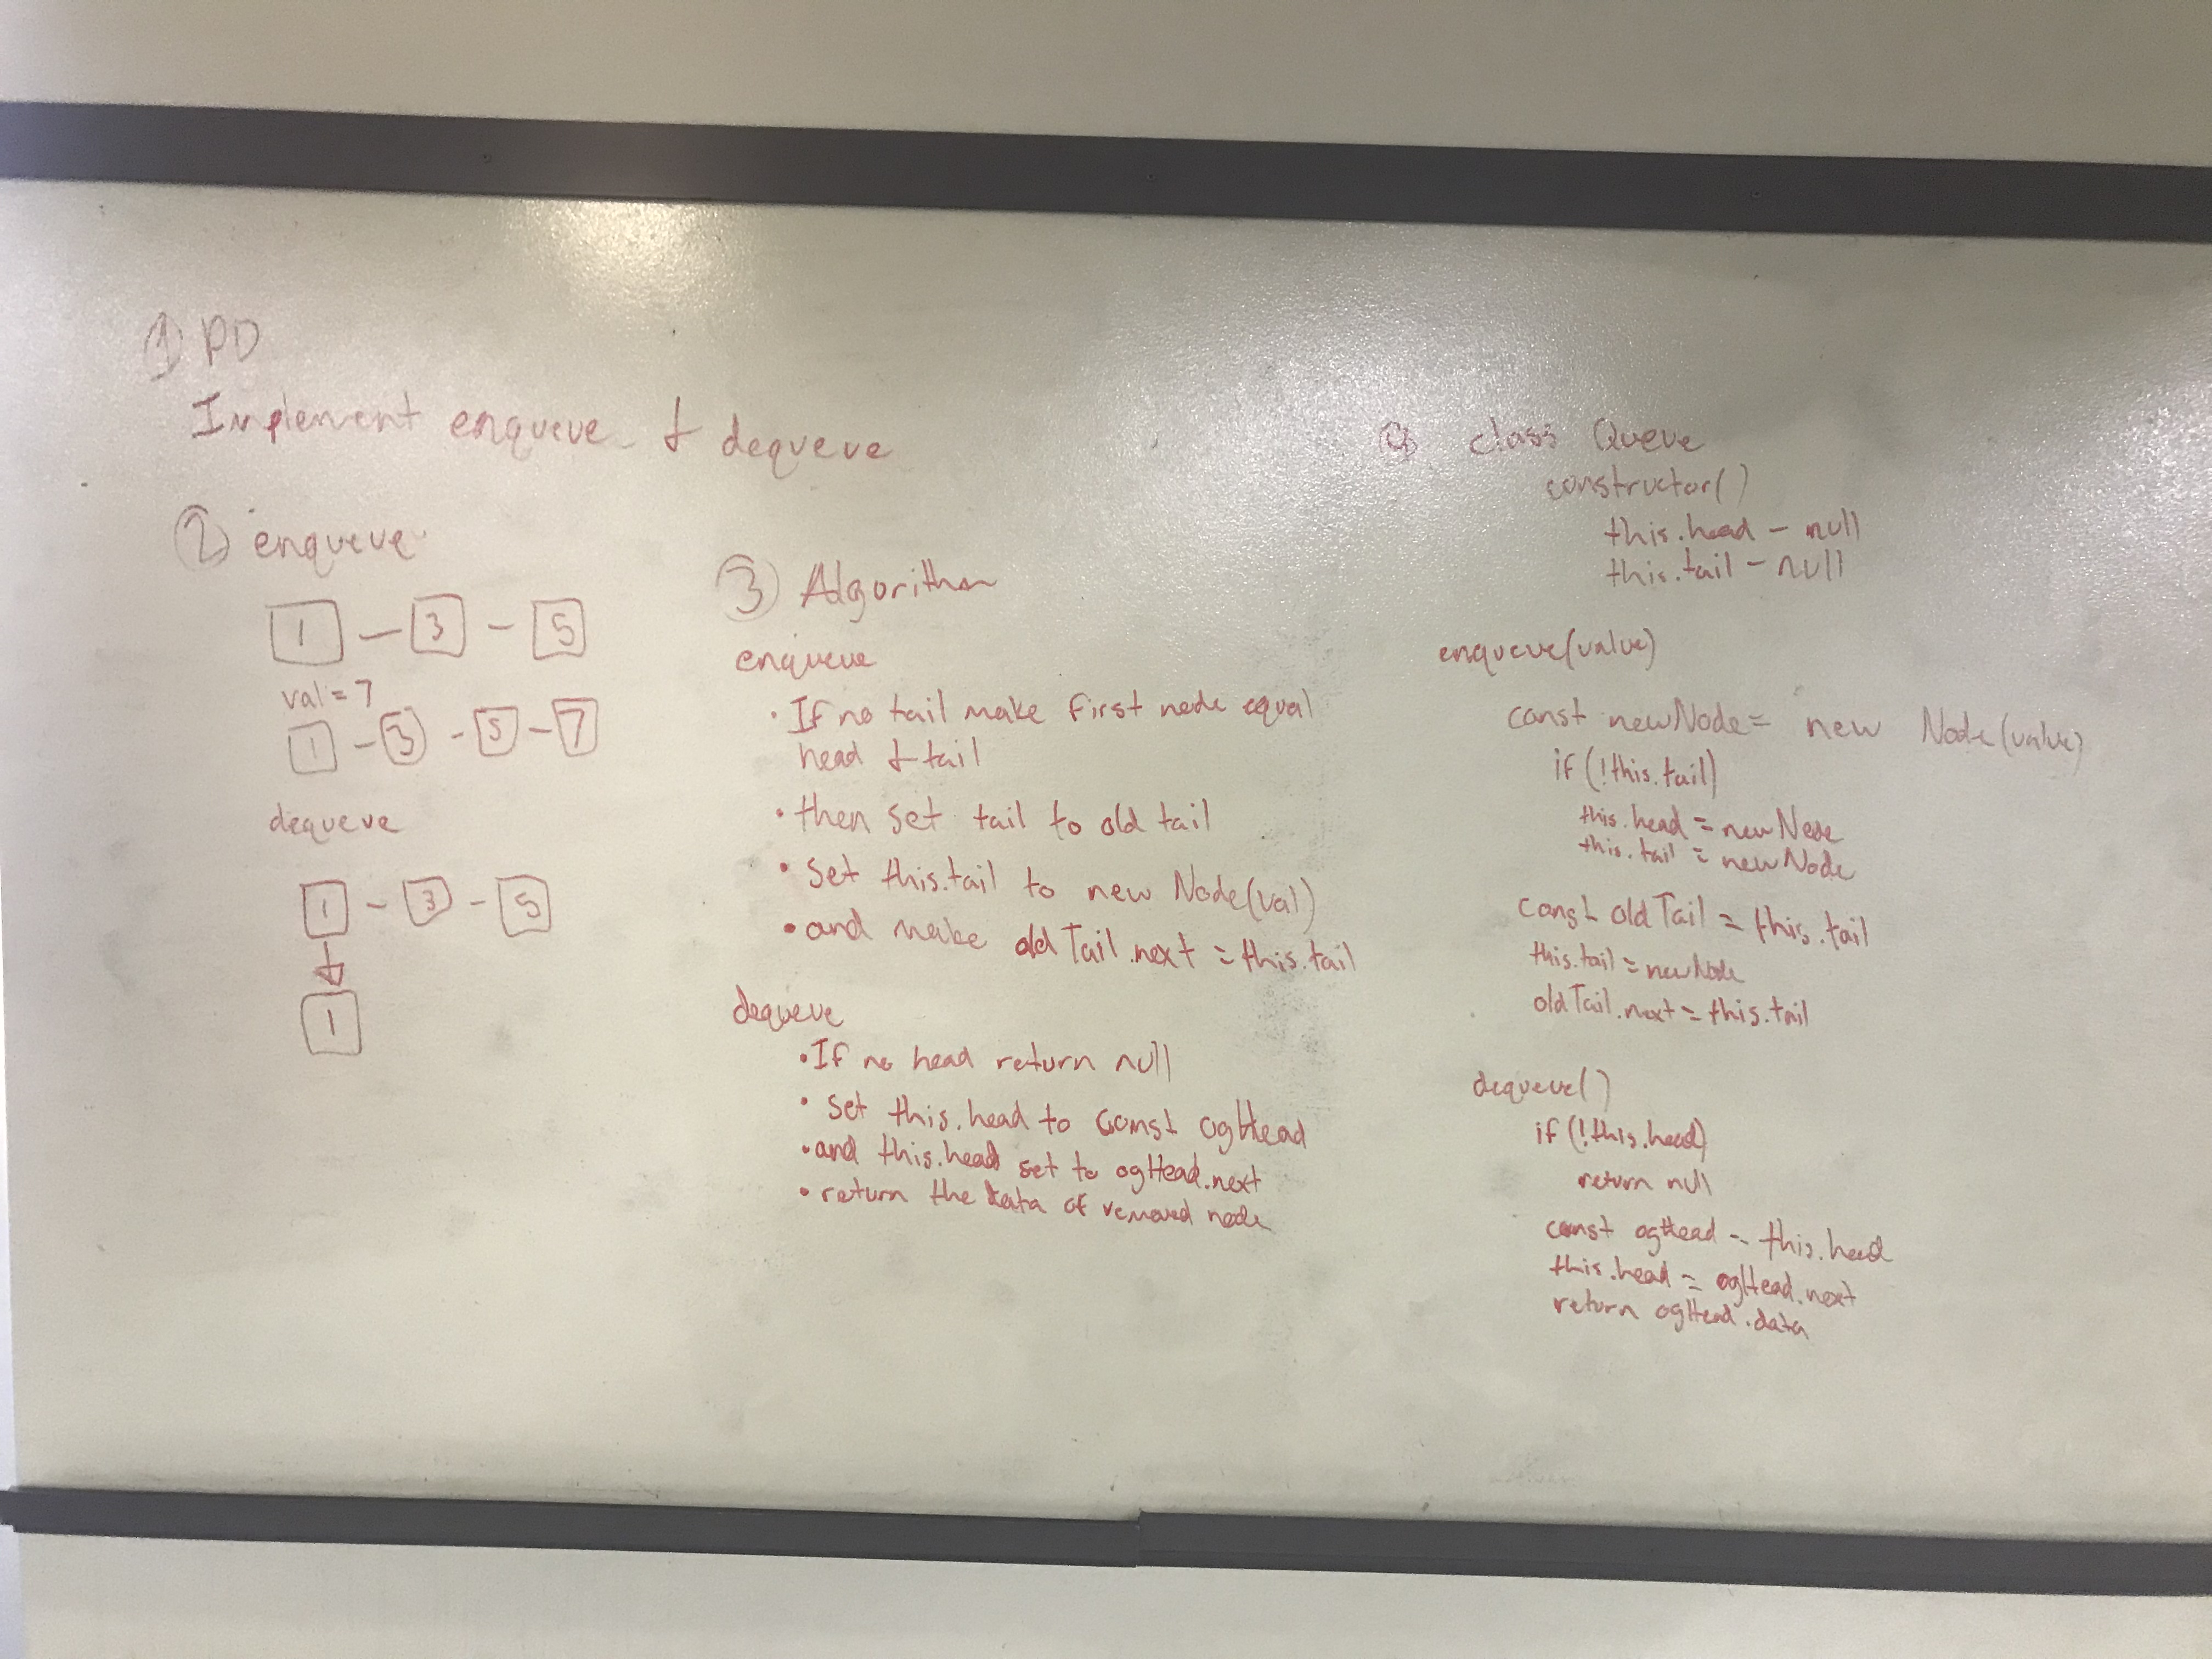 ① PD
Implement enqueue & dequeue
② enqueue
1 - 3 - 5
val = 7
1 - 3 - 5 - 7
dequeue
1 - 3 - 5
1
③ Algorithm
enqueue
• If no tail make first node equal
head & tail
• then set tail to old tail
• set this.tail to new Node(val)
• and make oldTail.next = this.tail
dequeue
• If no head return null
• set this.head to const ogHead
• and this.head set to ogHead.next
• return the data of removed node
④ class Queue
constructor()
this.head - null
this.tail - null
enqueue(value)
const newNode = new Node(value)
if (!this.tail)
this.head = newNode
this.tail = newNode
const oldTail = this.tail
this.tail = newNode
oldTail.next = this.tail
dequeue()
if (!this.head)
return null
const ogHead = this.head
this.head = ogHead.next
return ogHead.data